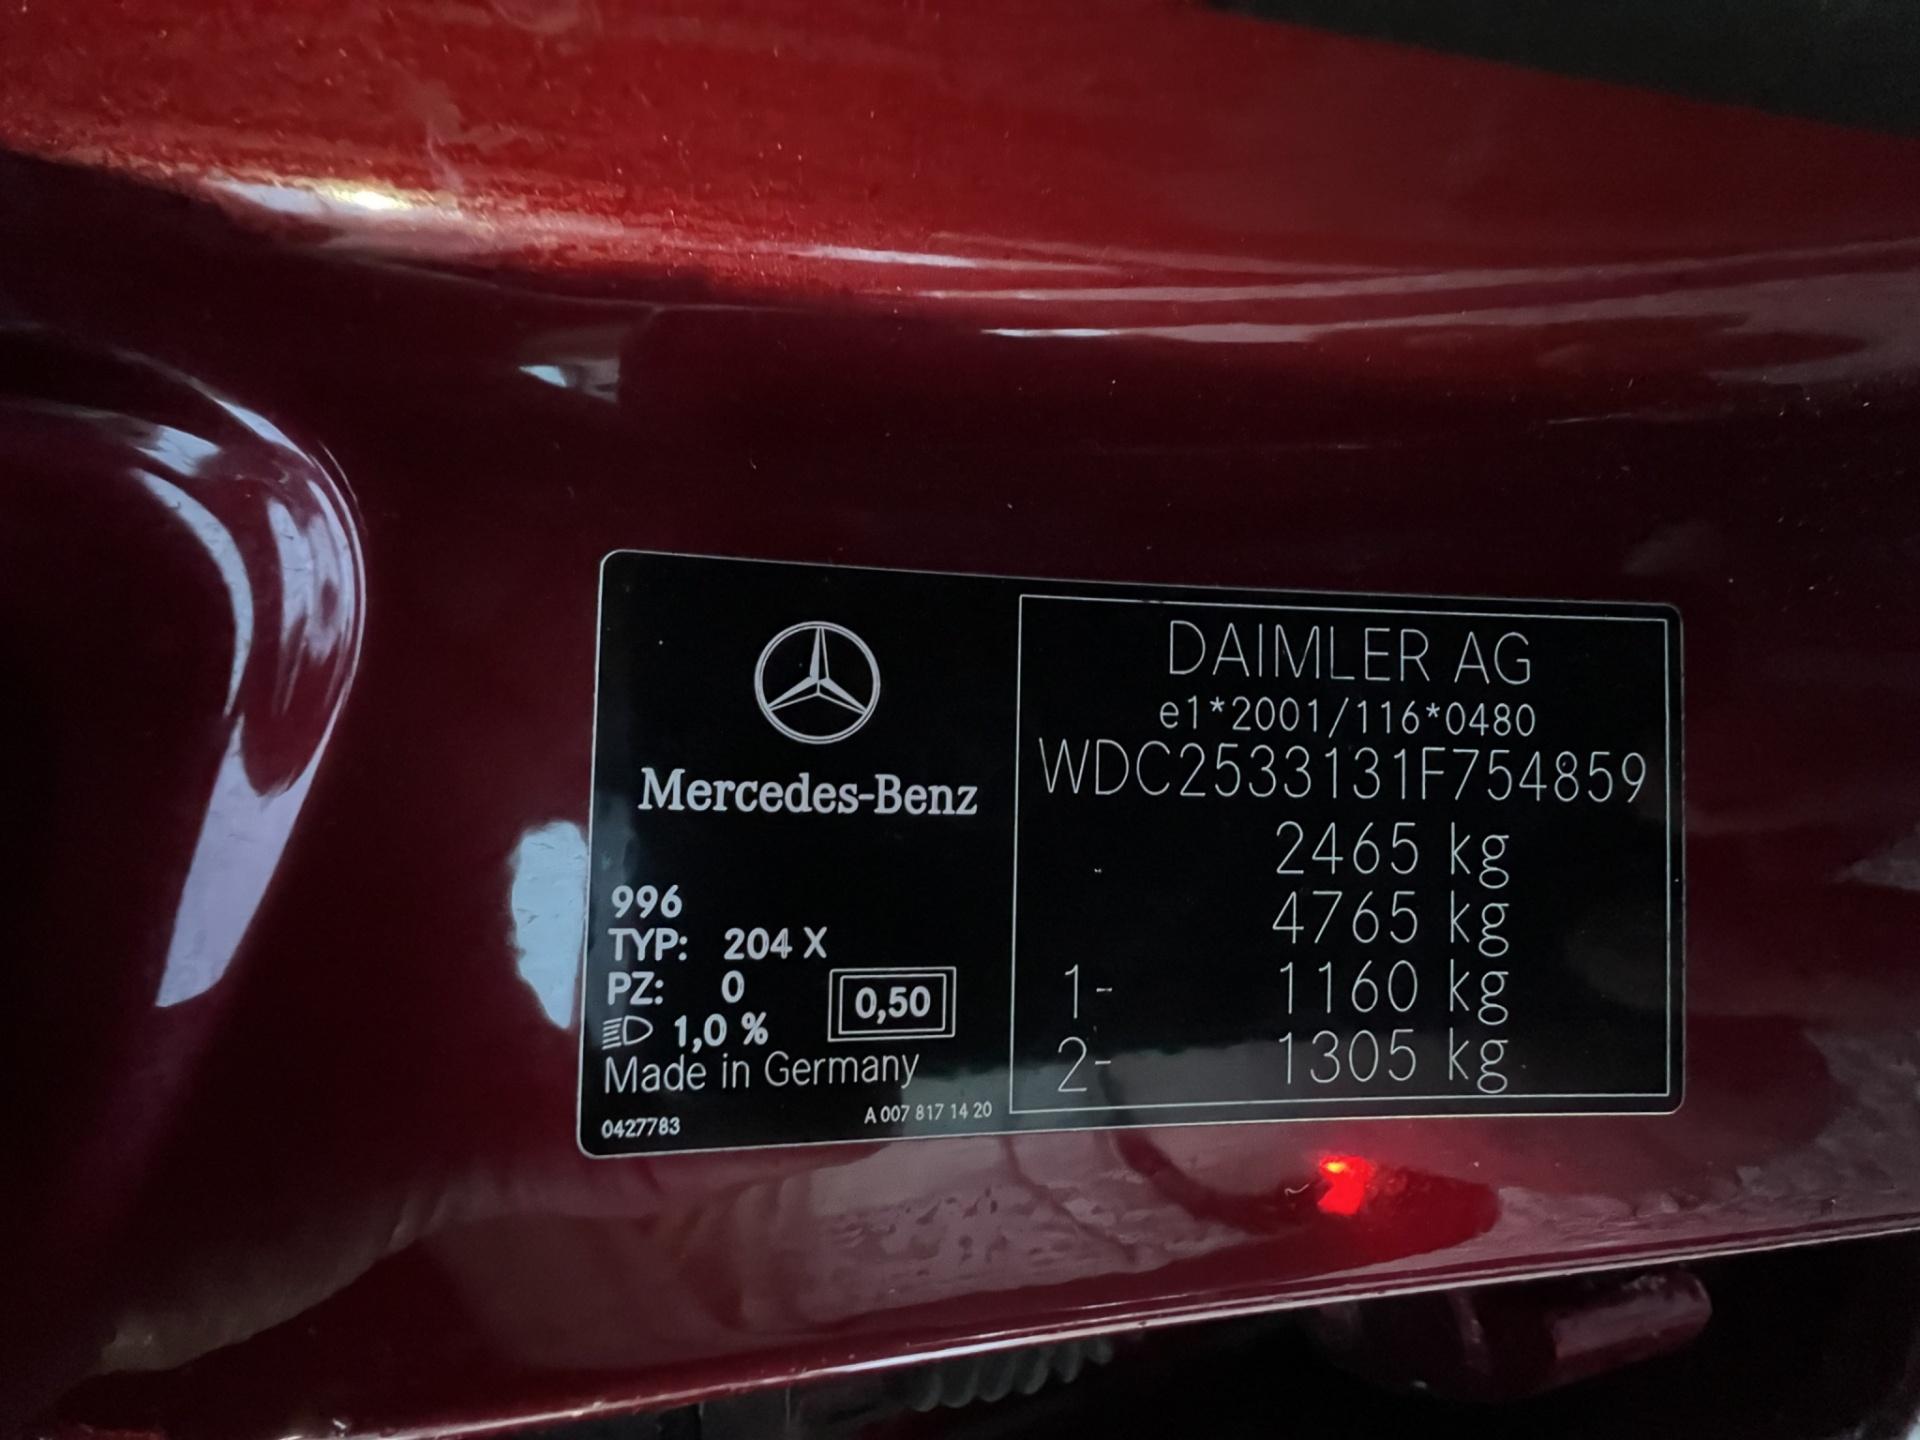 Mercedes-Benz
996
TYP: 204 X
PZ: 0
1,0 %
0,50
Made in Germany
0427783
A 007 817 14 20
DAIMLER AG
e1*2001/116*0480
WDC2533131F754859
2465 kg
4765 kg
1- 1160 kg
2- 1305 kg